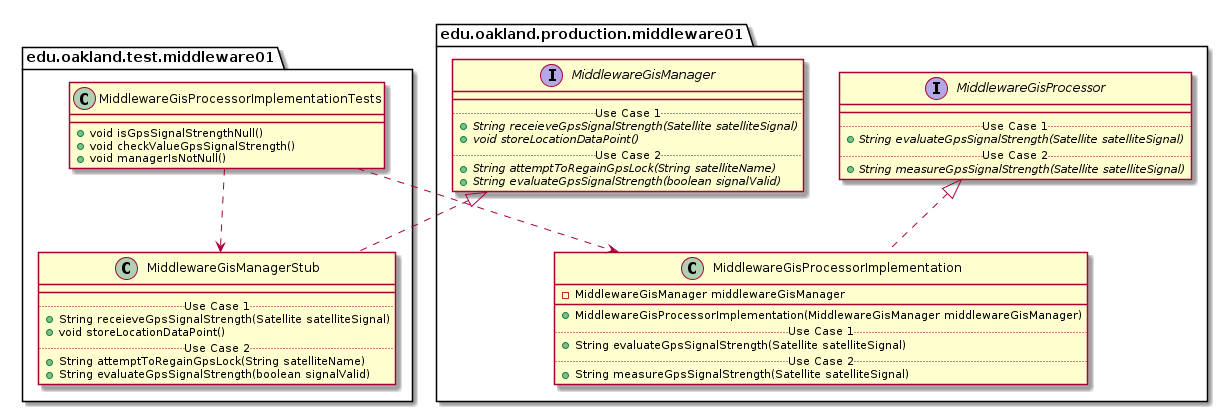 edu.oakland.test.middleware01
C MiddlewareGisProcessorImplementationTests
void isGpsSignalStrengthNull()
void checkValueGpsSignalStrength()
void managerIsNotNull()
C MiddlewareGisManagerStub
Use Case 1
String receieveGpsSignalStrength(Satellite satelliteSignal)
void storeLocationDataPoint()
Use Case 2
String attemptToRegainGpsLock(String satelliteName)
String evaluateGpsSignalStrength(boolean signalValid)
edu.oakland.production.middleware01
I MiddlewareGisManager
Use Case 1
String receieveGpsSignalStrength(Satellite satelliteSignal)
void storeLocationDataPoint()
Use Case 2
String attemptToRegainGpsLock(String satelliteName)
String evaluateGpsSignalStrength(boolean signalValid)
I MiddlewareGisProcessor
Use Case 1
String evaluateGpsSignalStrength(Satellite satelliteSignal)
Use Case 2
String measureGpsSignalStrength(Satellite satelliteSignal)
C MiddlewareGisProcessorImplementation
MiddlewareGisManager middlewareGisManager
MiddlewareGisProcessorImplementation(MiddlewareGisManager middlewareGisManager)
Use Case 1
String evaluateGpsSignalStrength(Satellite satelliteSignal)
Use Case 2
String measureGpsSignalStrength(Satellite satelliteSignal)